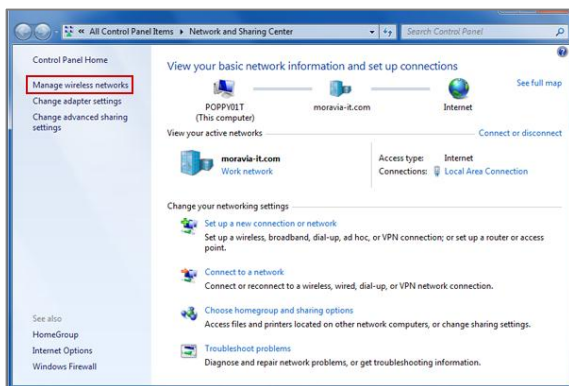 « All Control Panel Items ▸ Network and Sharing Center
Search Control Panel
Control Panel Home
Manage wireless networks
Change adapter settings
Change advanced sharing
settings
See also
HomeGroup
Internet Options
Windows Firewall
View your basic network information and set up connections
See full map
POPPY01T
(This computer)
moravia-it.com
Internet
View your active networks
Connect or disconnect
moravia-it.com
Work network
Access type: Internet
Connections: Local Area Connection
Change your networking settings
Set up a new connection or network
Set up a wireless, broadband, dial-up, ad hoc, or VPN connection; or set up a router or access
point.
Connect to a network
Connect or reconnect to a wireless, wired, dial-up, or VPN network connection.
Choose homegroup and sharing options
Access files and printers located on other network computers, or change sharing settings.
Troubleshoot problems
Diagnose and repair network problems, or get troubleshooting information.